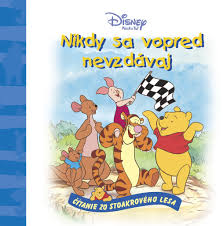 Disney
Nikdy sa vopred
nevzdávaj
ČÍTANIE ZO STOAKROVÉHO LESA